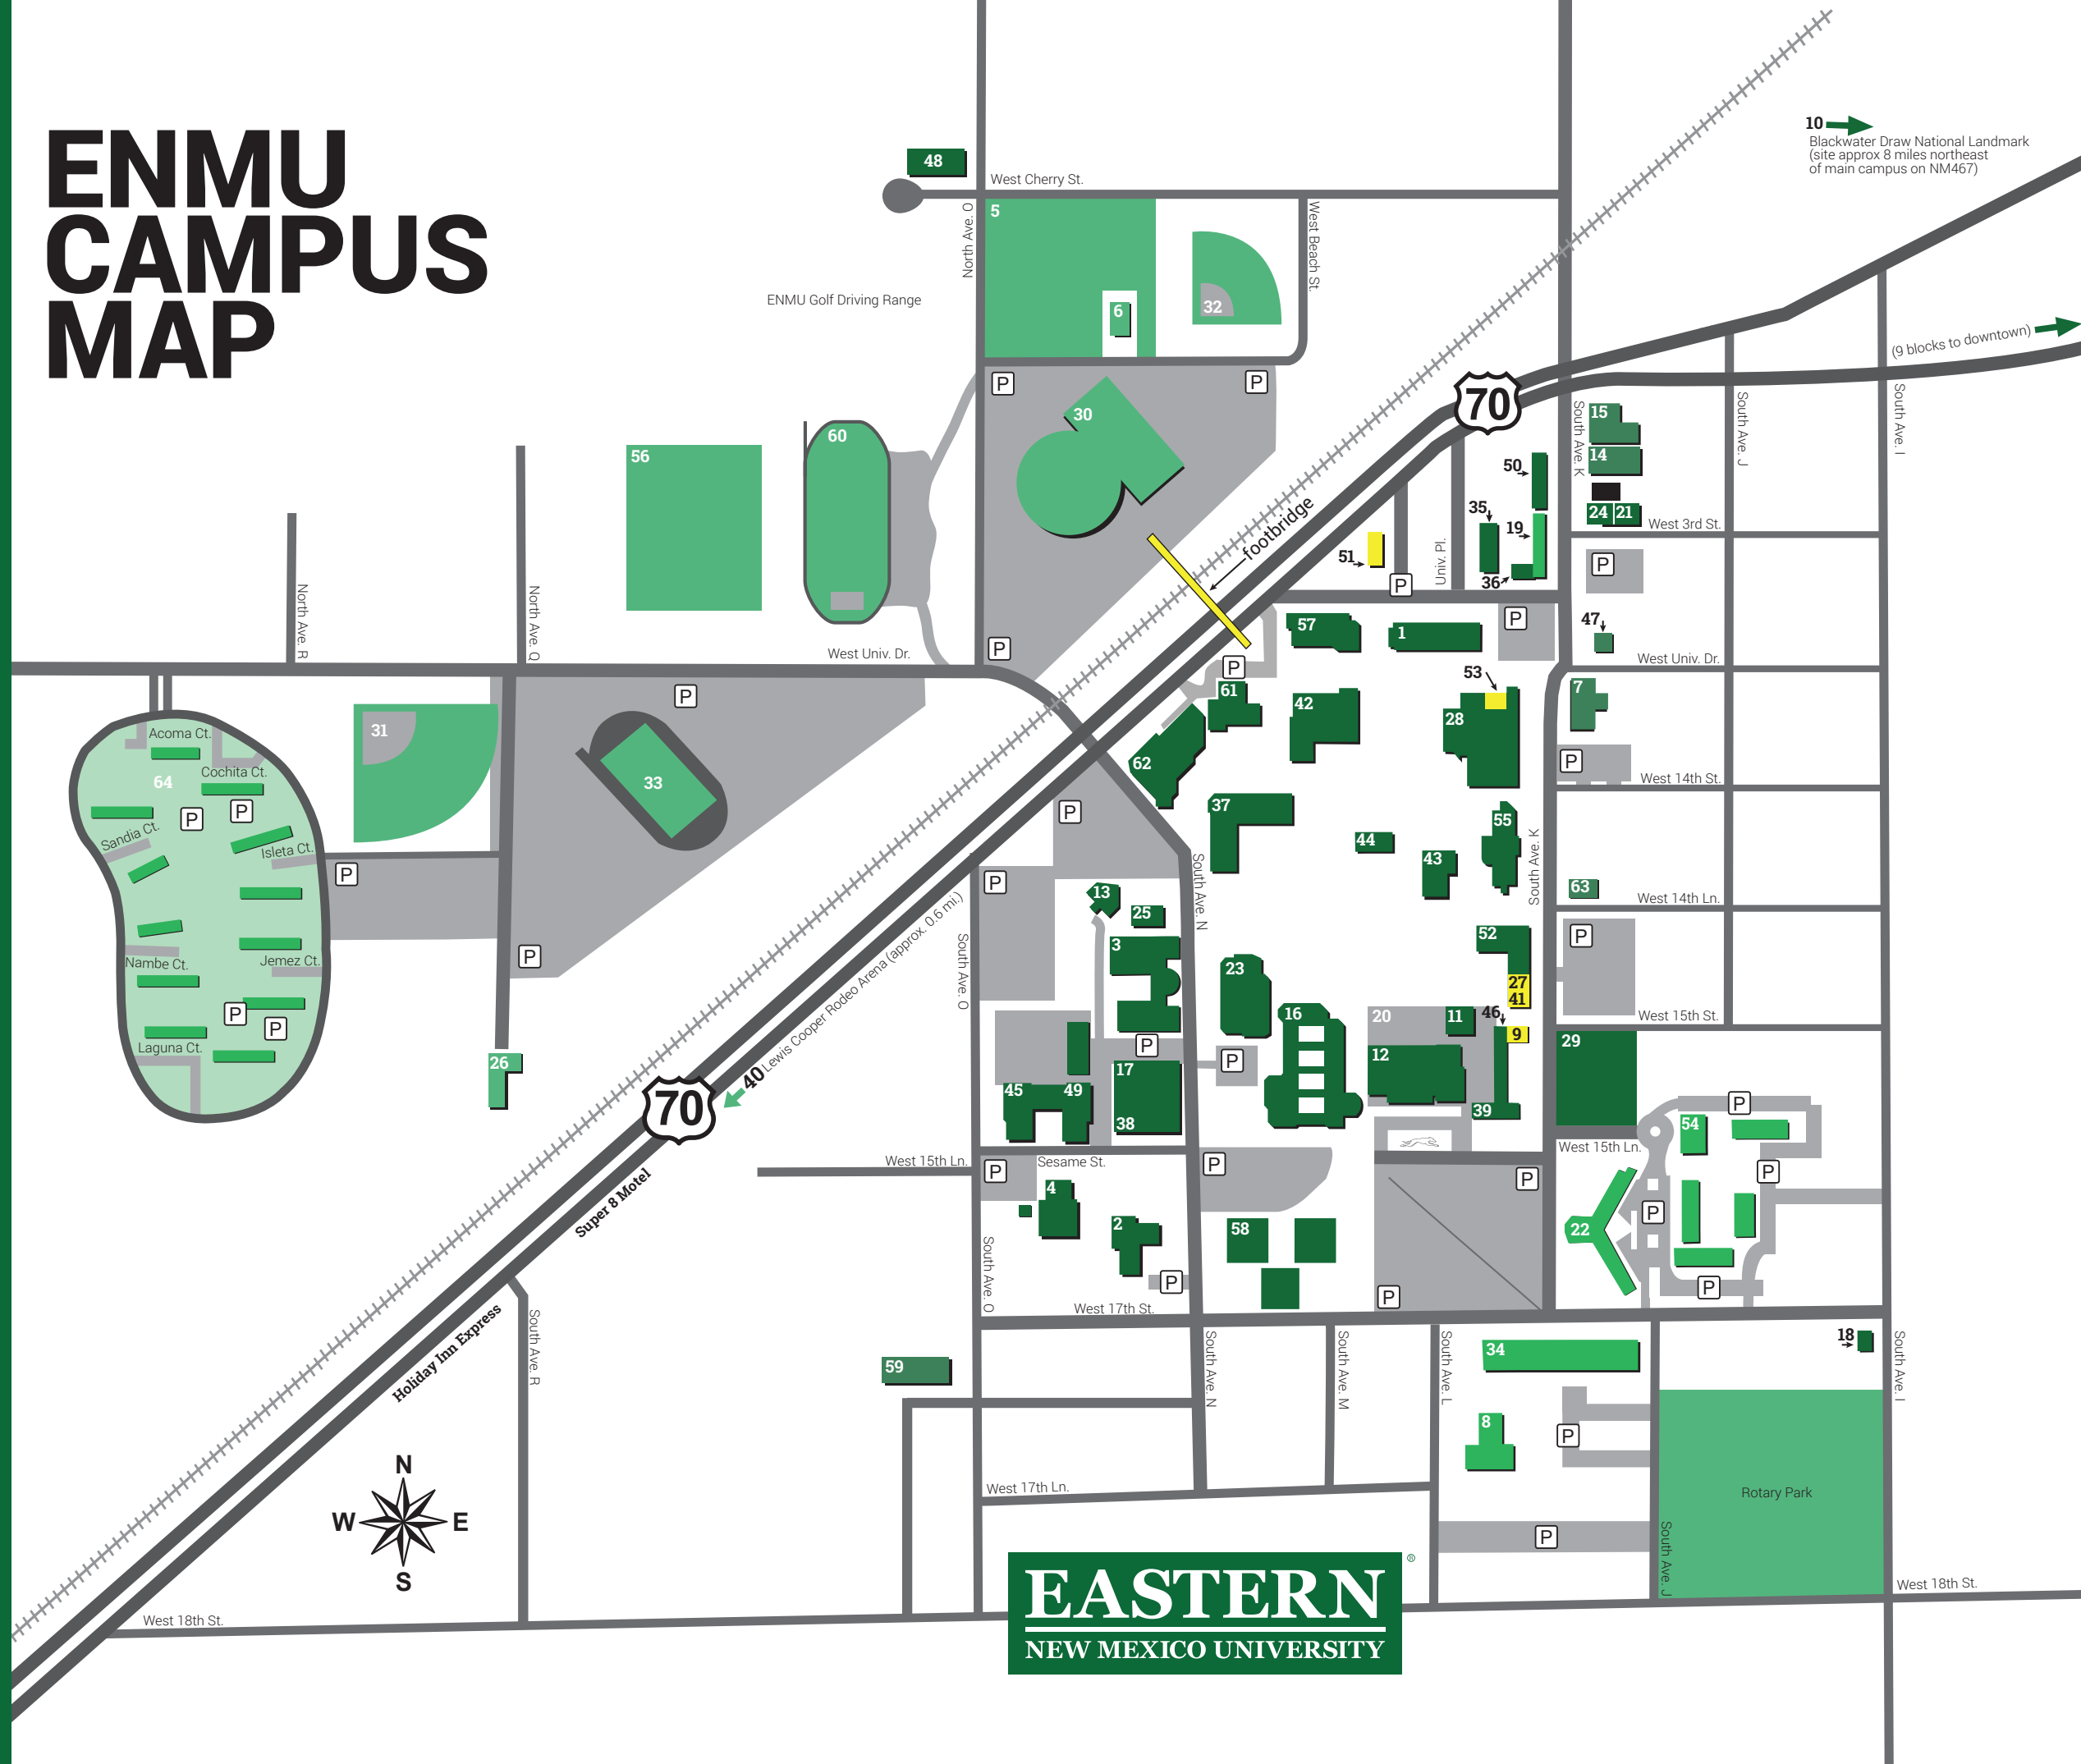 ENMU
CAMPUS
MAP
10
Blackwater Draw National Landmark
(site approx 8 miles northeast
of main campus on NM467)
48
West Cherry St.
North Ave. O
5
6
32
West Beach St.
ENMU Golf Driving Range
(9 blocks to downtown)
P
P
30
70
60
56
South Ave. K
15
14
24
21
South Ave. J
South Ave. I
West 3rd St.
50
35
19
36
51
Univ. Pl.
P
P
footbridge
North Ave. R
North Ave. Q
West Univ. Dr.
P
57
1
P
47
West Univ. Dr.
P
P
61
42
53
28
7
62
P
West 14th St.
31
33
Acoma Ct.
64
Cochita Ct.
P
P
Sandia Ct.
Isleta Ct.
P
P
37
44
43
55
South Ave. K
63
West 14th Ln.
South Ave. N
P
13
25
3
23
52
27
41
P
Nambe Ct.
Jemez Ct.
P
P
P
Laguna Ct.
26
40 Lewis Cooper Rodeo Arena (approx. 0.6 mi.)
70
South Ave. O
16
20
11
46
9
West 15th St.
29
P
P
12
39
17
38
45
49
P
54
West 15th Ln.
P
Super 8 Motel
West 15th Ln.
P
Sesame St.
P
P
4
2
58
22
P
P
P
P
South Ave. O
West 17th St.
Holiday Inn Express
South Ave. R
59
South Ave. N
South Ave. M
South Ave. L
34
18
South Ave. I
8
P
Rotary Park
N
W
E
S
West 17th Ln.
P
South Ave. J
EASTERN
®
NEW MEXICO UNIVERSITY
West 18th St.
West 18th St.